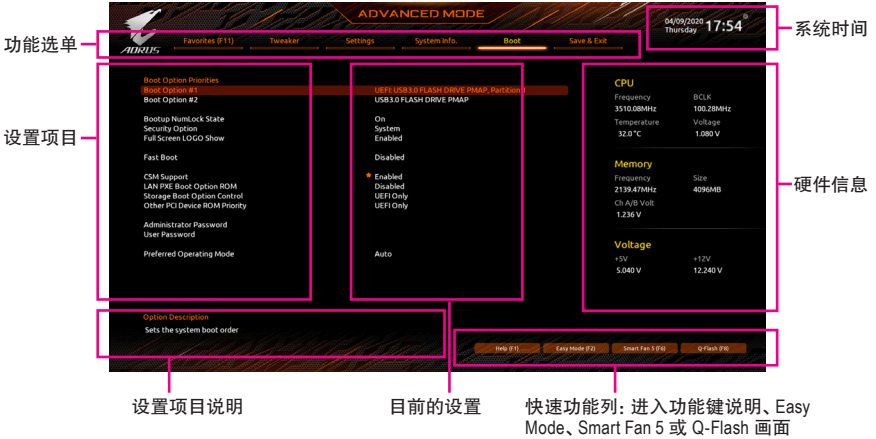 ADVANCED MODE
04/09/2020
Thursday
17:54
系统时间
功能选单
AORUS
Favorites (F11)
Tweaker
Settings
System Info.
Boot
Save & Exit
设置项目
Boot Option Priorities
Boot Option #1
UEFI: USB3.0 FLASH DRIVE PMAP, Partition 1
Boot Option #2
USB3.0 FLASH DRIVE PMAP
Bootup NumLock State
On
Security Option
System
Full Screen LOGO Show
Enabled
Fast Boot
Disabled
CSM Support
Enabled
LAN PXE Boot Option ROM
Disabled
Storage Boot Option Control
UEFI Only
Other PCI Device ROM Priority
UEFI Only
Administrator Password
User Password
Preferred Operating Mode
Auto
CPU
Frequency
BCLK
3510.08MHz
100.28MHz
Temperature
Voltage
32.0 °C
1.080 V
Memory
Frequency
Size
2139.47MHz
4096MB
Ch A/B Volt
1.236 V
Voltage
+5V
+12V
5.040 V
12.240 V
硬件信息
Option Description
Sets the system boot order
Help (F1)
Easy Mode (F2)
Smart Fan 5 (F6)
Q-Flash (F8)
设置项目说明
目前的设置
快速功能列: 进入功能键说明、Easy
Mode、Smart Fan 5 或 Q-Flash 画面